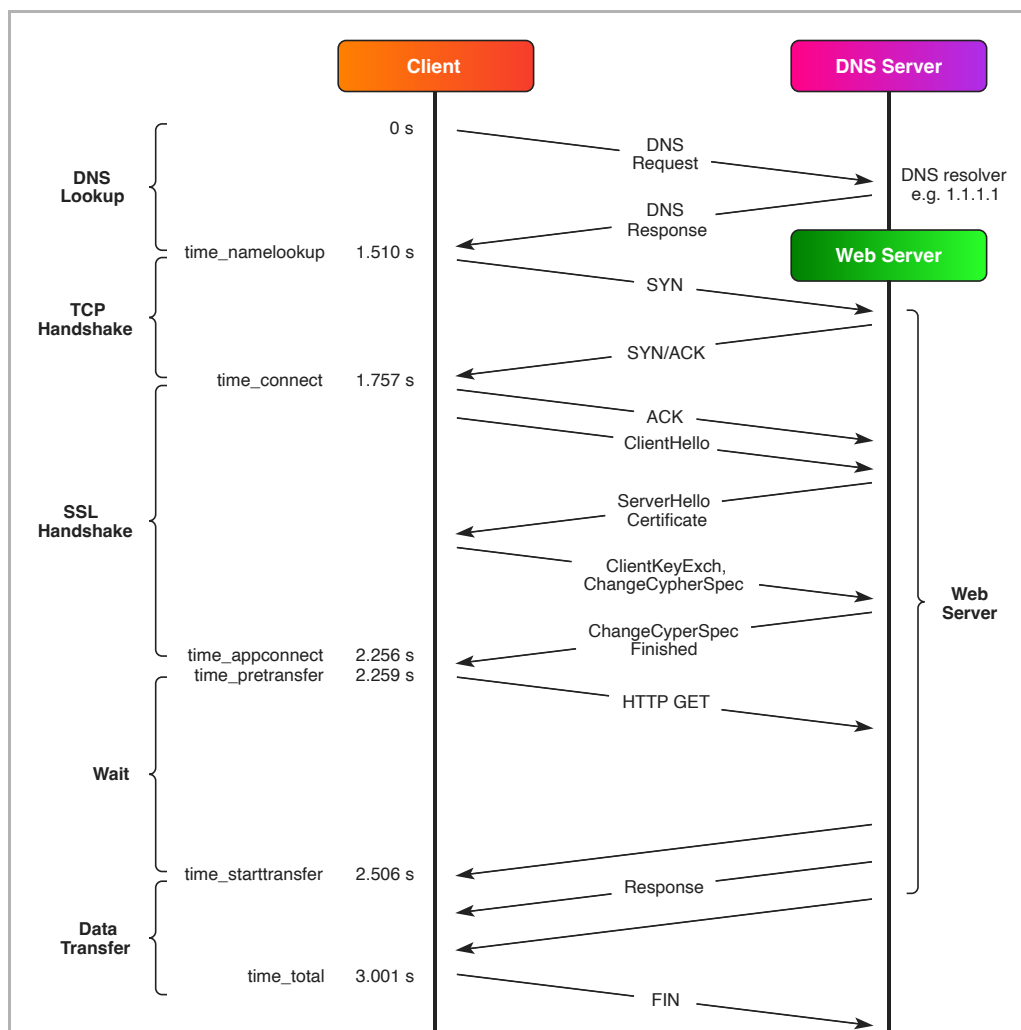 Client
DNS Server
0 s
DNS
Request
DNS
Lookup
DNS resolver
e.g. 1.1.1.1
DNS
Response
time_namelookup 1.510 s
Web Server
SYN
TCP
Handshake
SYN/ACK
time_connect 1.757 s
ACK
ClientHello
ServerHello
Certificate
SSL
Handshake
ClientKeyExch,
ChangeCypherSpec
Web
Server
ChangeCyperSpec
Finished
time_appconnect 2.256 s
time_pretransfer 2.259 s
HTTP GET
Wait
time_starttransfer 2.506 s
Response
Data
Transfer
time_total 3.001 s
FIN